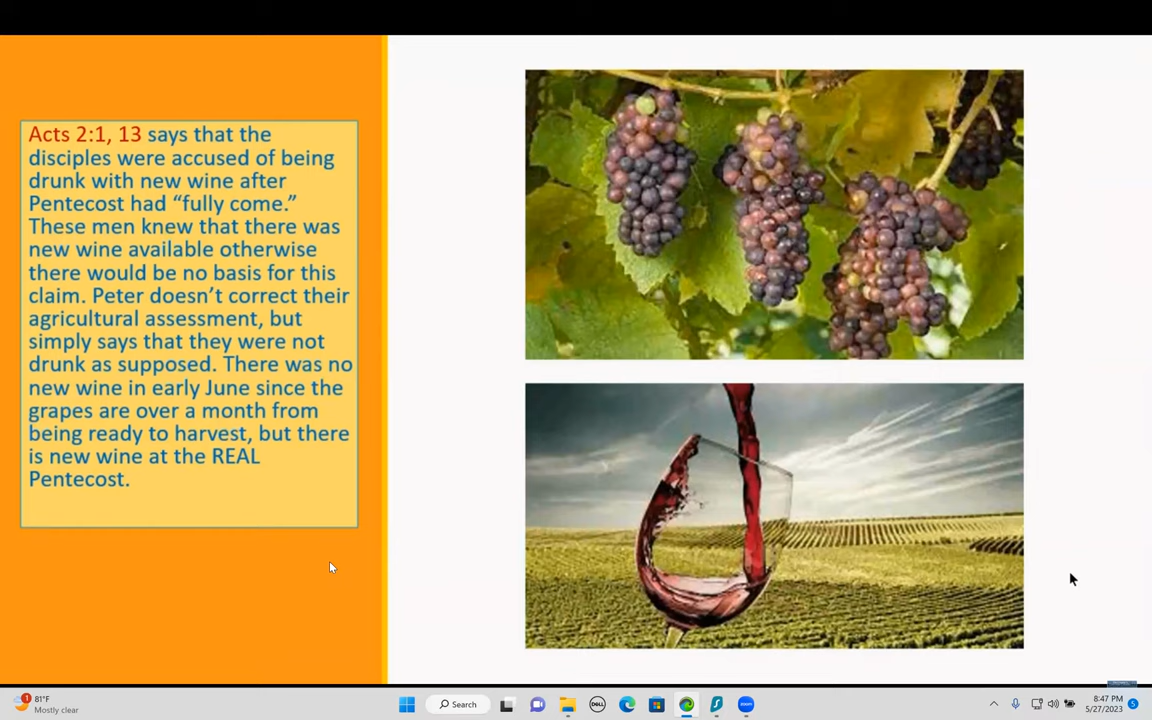 Acts 2:1, 13 says that the
disciples were accused of being
drunk with new wine after
Pentecost had “fully come.”
These men knew that there was
new wine available otherwise
there would be no basis for this
claim. Peter doesn’t correct their
agricultural assessment, but
simply says that they were not
drunk as supposed. There was no
new wine in early June since the
grapes are over a month from
being ready to harvest, but there
is new wine at the REAL
Pentecost.
1
81°F
Mostly clear
Search
DELL
zoom
8:47 PM
5/27/2023
5